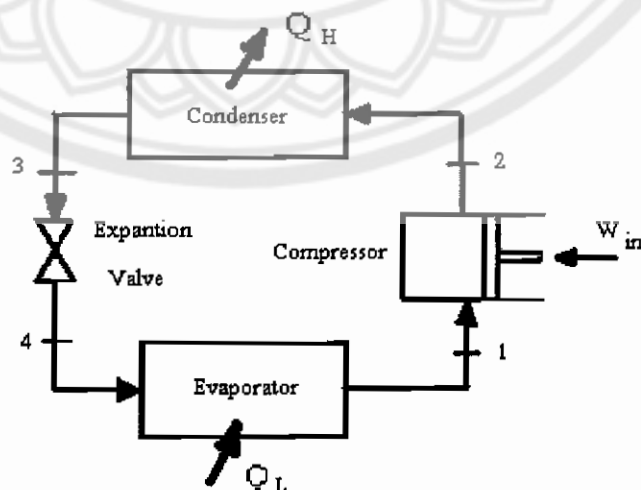 Q H
Condenser
3
2
Expantion
Valve
Compressor
W in
4
1
Evaporator
Q L